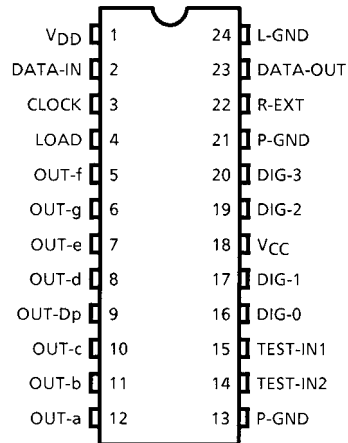 VDD 1 24 L-GND
DATA-IN 2 23 DATA-OUT
CLOCK 3 22 R-EXT
LOAD 4 21 P-GND
OUT-f 5 20 DIG-3
OUT-g 6 19 DIG-2
OUT-e 7 18 VCC
OUT-d 8 17 DIG-1
OUT-Dp 9 16 DIG-0
OUT-c 10 15 TEST-IN1
OUT-b 11 14 TEST-IN2
OUT-a 12 13 P-GND